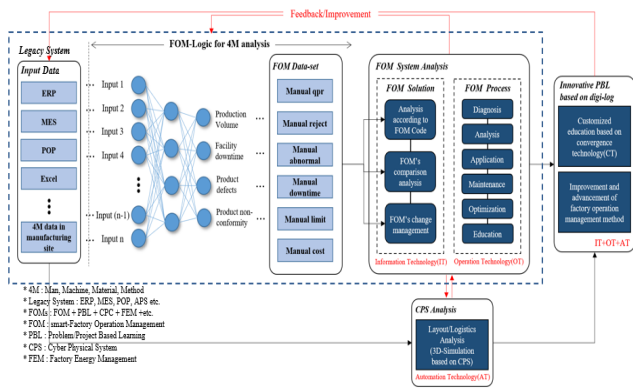 Feedback/Improvement
Legacy System
FOM-Logic for 4M analysis
Input Data
ERP
MES
POP
Excel
4M data in
manufacturing
site
Input 1
Input 2
Input 3
Input 4
Input (n-1)
Input n
Production
Volume
Facility
downtime
Product
defects
Product non-
conformity
FOM Data-set
Manual qpr
Manual reject
Manual
abnormal
Manual
downtime
Manual limit
Manual cost
FOM System Analysis
FOM Solution
Analysis
according to
FOM Code
FOM's
comparison
analysis
FOM's change
management
Information Technology(IT)
FOM Process
Diagnosis
Analysis
Application
Maintenance
Optimization
Education
Operation Technology(OT)
Innovative PBL
based on digi-log
Customized
education based on
convergence
technology(CT)
Improvement and
advancement of
factory operation
management method
IT+OT+AT
CPS Analysis
Layout/Logistics
Analysis
(3D-Simulation
based on CPS)
Automation Technology(AT)
* 4M : Man, Machine, Material, Method
* Legacy System : ERP, MES, POP, APS etc.
* FOMs : FOM + PBL + CPC + FEM +etc.
* FOM : smart-Factory Operation Management
* PBL : Problem/Project Based Learning
* CPS : Cyber Physical System
* FEM : Factory Energy Management